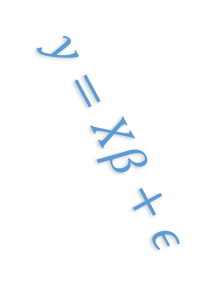 y = Xβ + ϵ